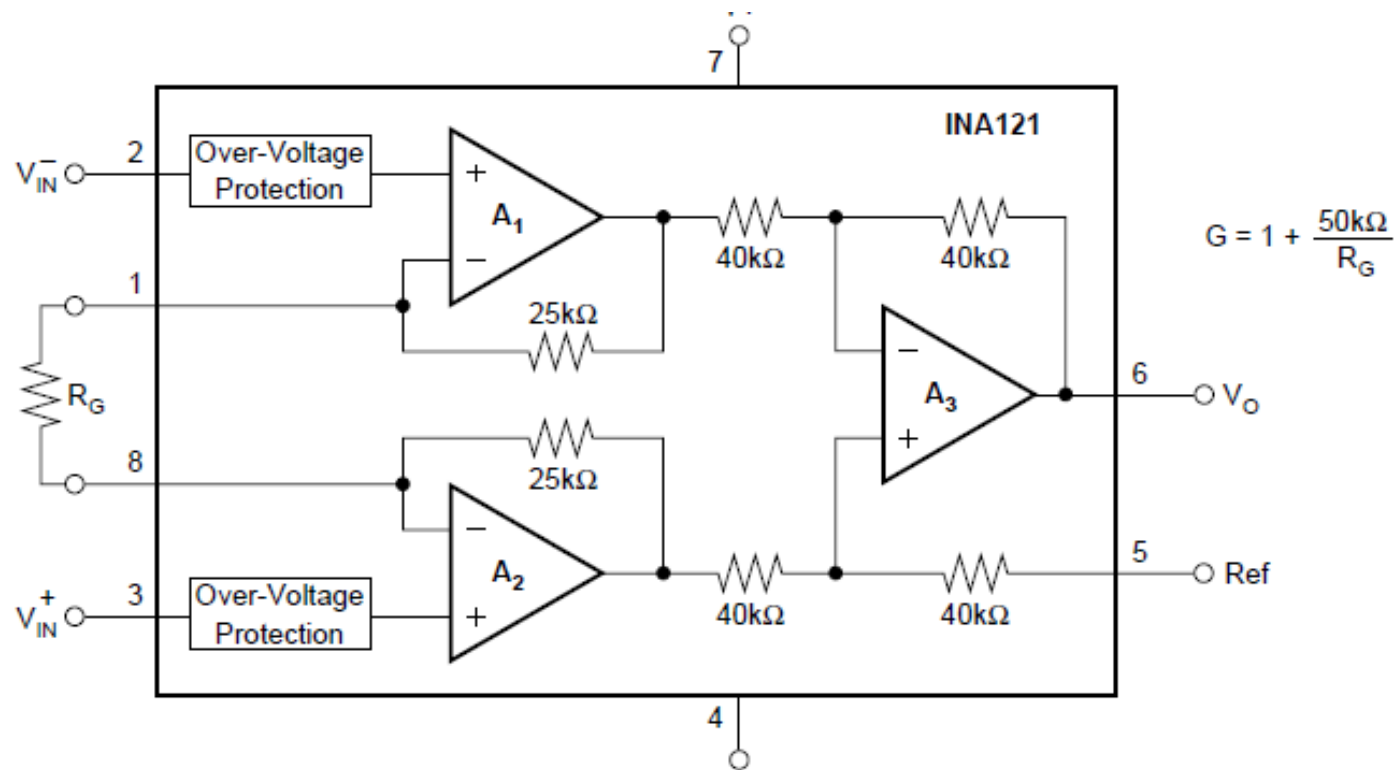 7
INA121
2
V⁻IN
Over-Voltage
Protection
+
A1
−
40kΩ
40kΩ
G = 1 + 50kΩ
RG
1
25kΩ
RG
−
A3
+
6
VO
8
25kΩ
−
A2
+
40kΩ
40kΩ
5
Ref
3
V⁺IN
Over-Voltage
Protection
4